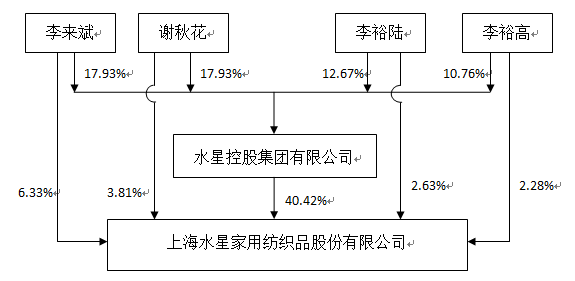 李来斌 谢秋花 李裕陆 李裕高
17.93% 17.93% 12.67% 10.76%
水星控股集团有限公司
6.33% 3.81% 40.42% 2.63% 2.28%
上海水星家用纺织品股份有限公司